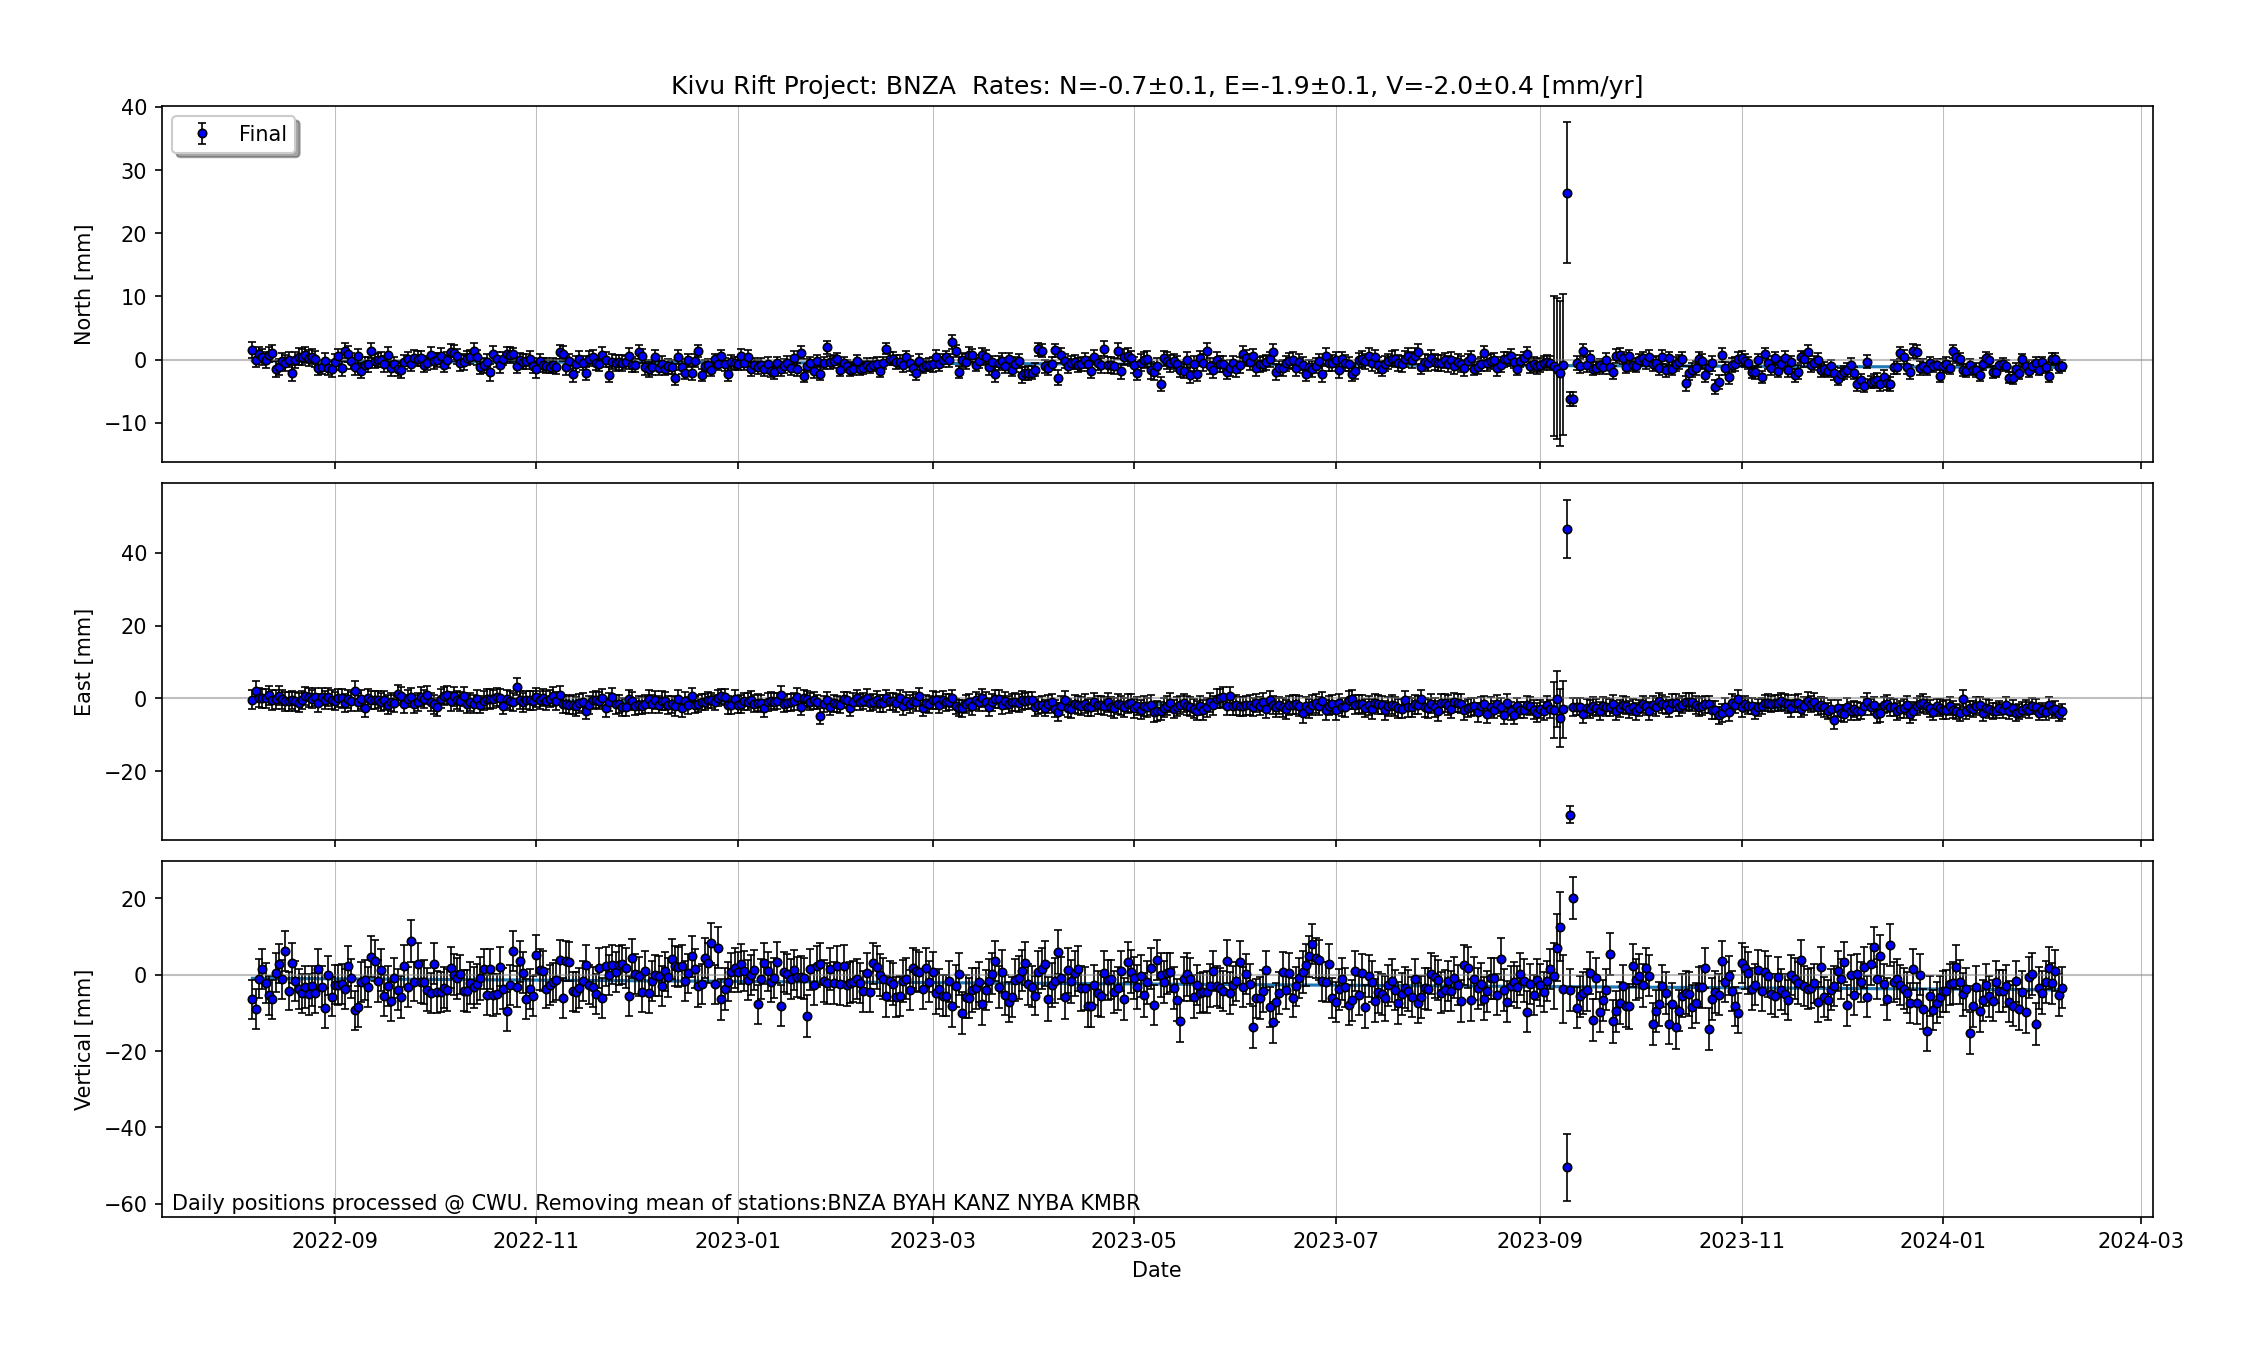 Kivu Rift Project: BNZA  Rates: N=-0.7±0.1, E=-1.9±0.1, V=-2.0±0.4 [mm/yr]
Final
North [mm]
40
30
20
10
0
−10
East [mm]
40
20
0
−20
Vertical [mm]
20
0
−20
−40
−60
Daily positions processed @ CWU. Removing mean of stations:BNZA BYAH KANZ NYBA KMBR
2022-09 2022-11 2023-01 2023-03 2023-05 2023-07 2023-09 2023-11 2024-01 2024-03
Date